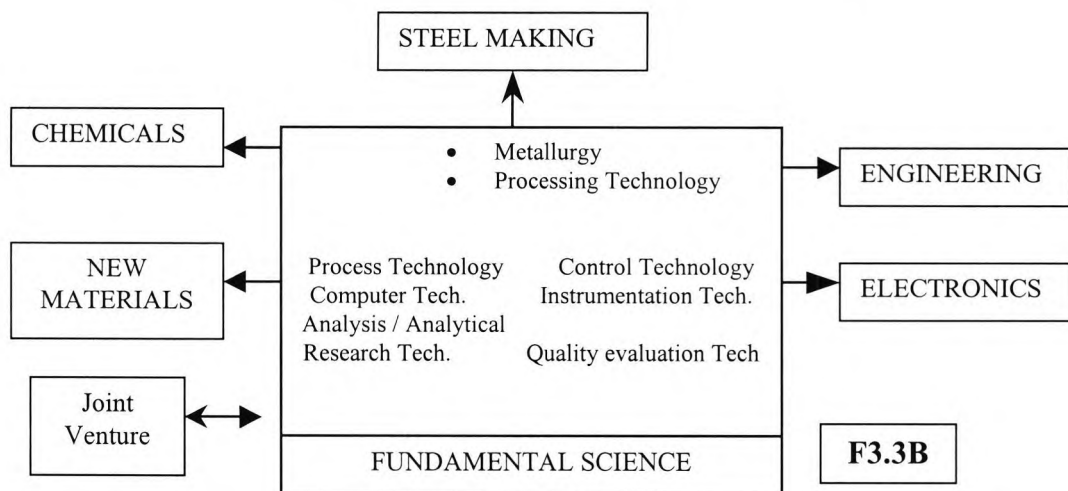 STEEL MAKING
CHEMICALS
• Metallurgy
• Processing Technology
ENGINEERING
NEW
MATERIALS
Process Technology
Computer Tech.
Analysis / Analytical
Research Tech.
Control Technology
Instrumentation Tech.
Quality evaluation Tech
ELECTRONICS
Joint
Venture
FUNDAMENTAL SCIENCE
F3.3B